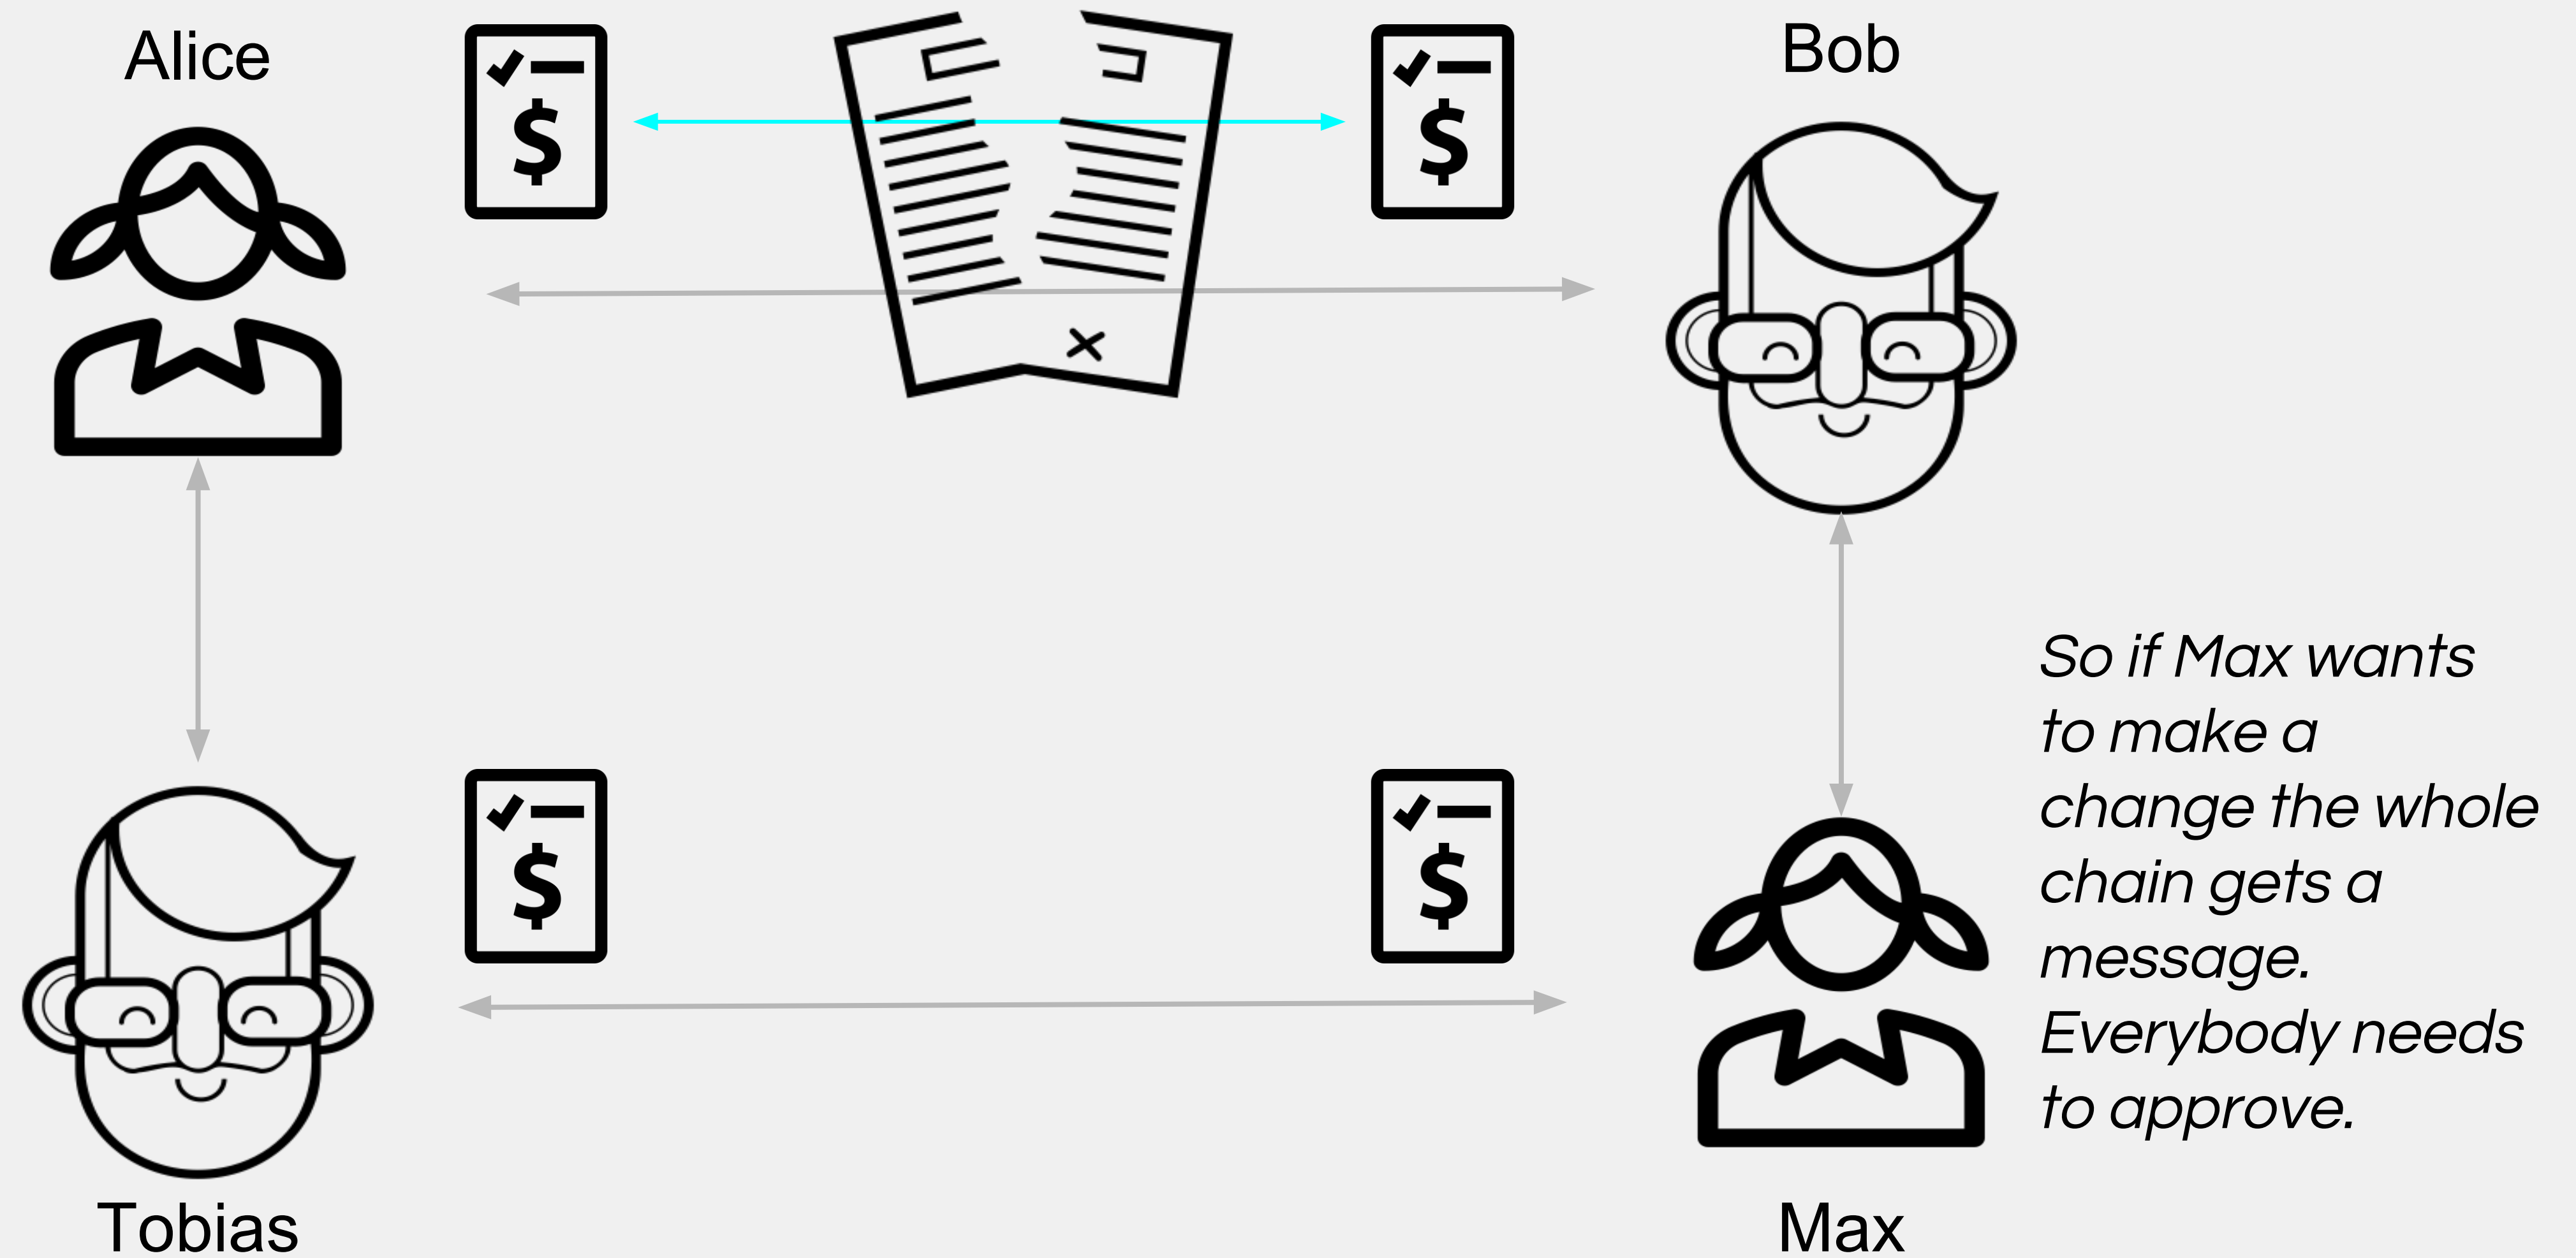 Alice
Bob
$
$
So if Max wants
to make a
change the whole
chain gets a
message.
Everybody needs
to approve.
$
$
Tobias
Max